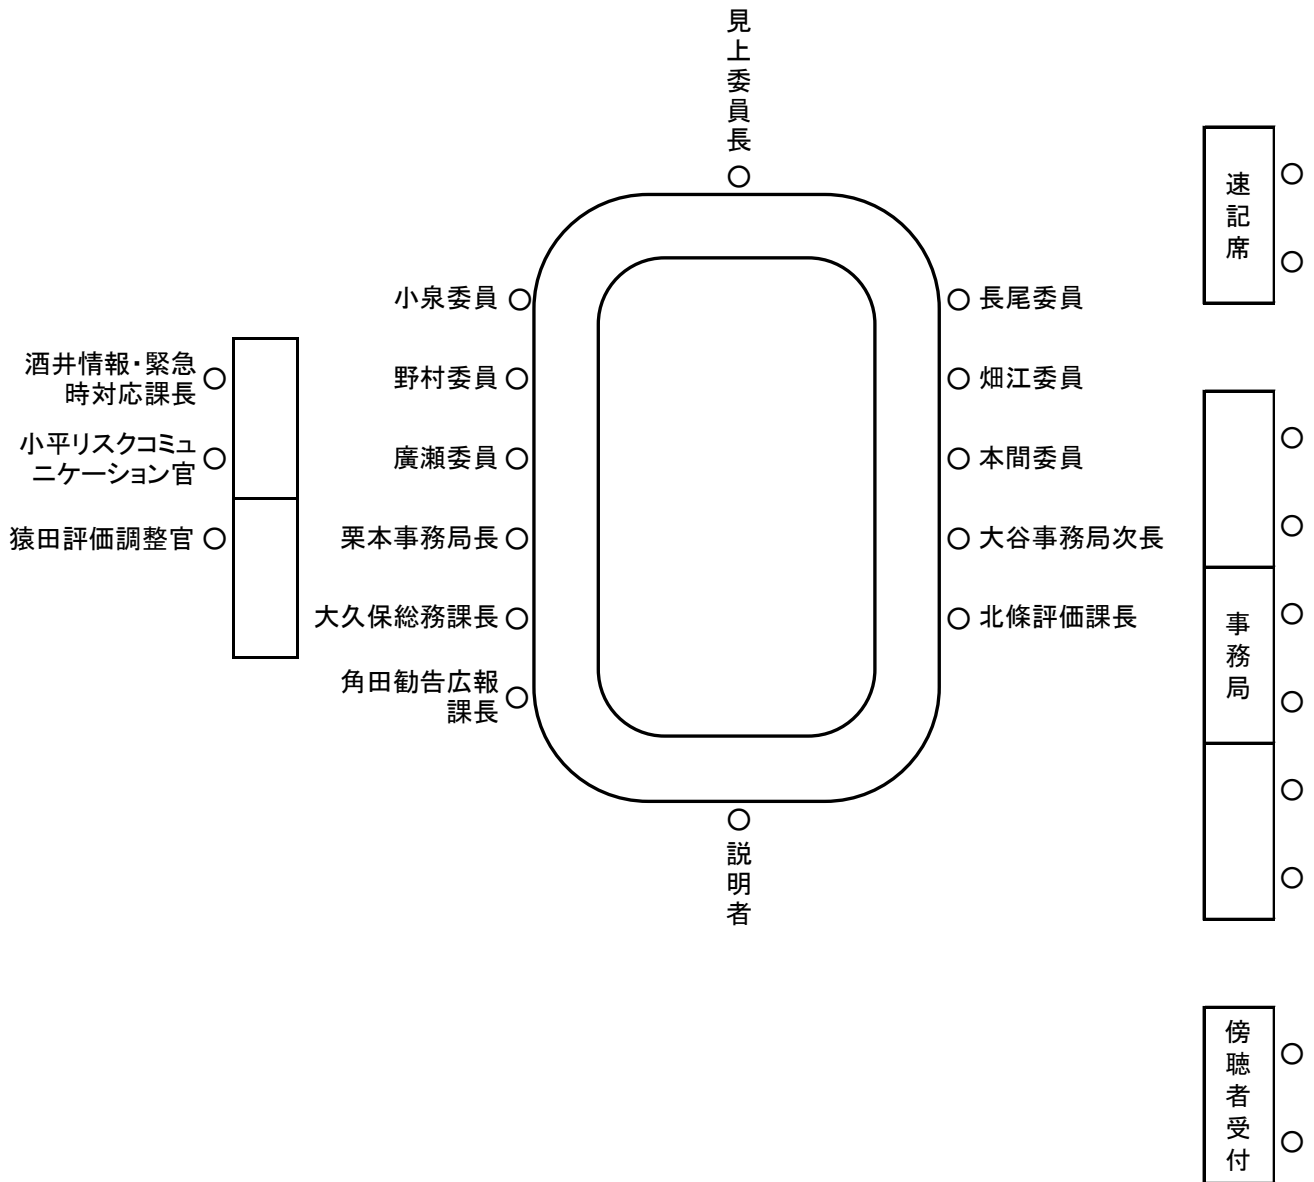 見上委員長
速記席
小泉委員
長尾委員
酒井情報・緊急
時対応課長
野村委員
畑江委員
小平リスクコミュ
ニケーション官
廣瀬委員
本間委員
猿田評価調整官
栗本事務局長
大谷事務局次長
大久保総務課長
北條評価課長
事務局
角田勧告広報
課長
説明者
傍聴者受付